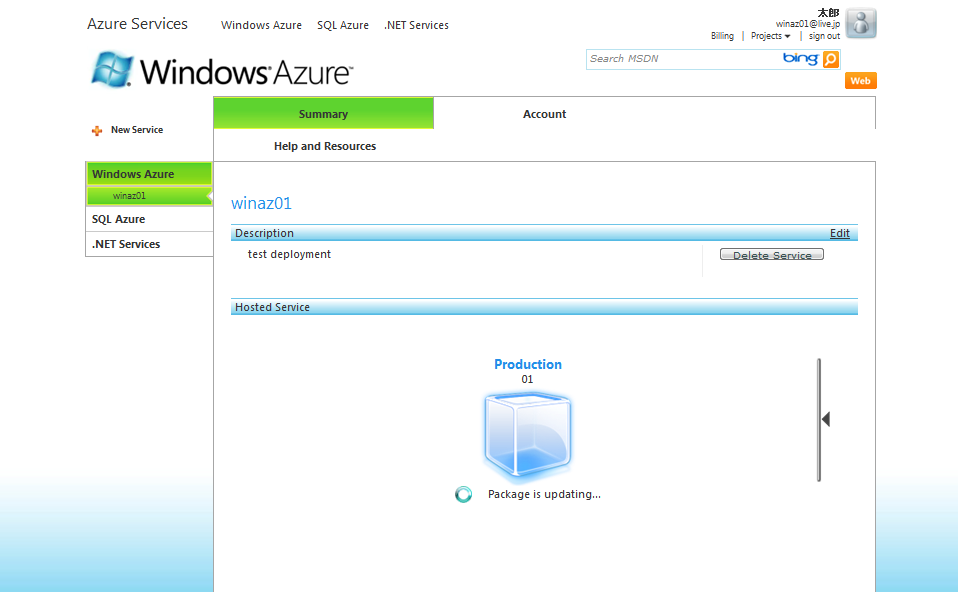 Azure Services Windows Azure SQL Azure .NET Services
太郎
winaz01@live.jp
Billing | Projects | sign out
Windows Azure
Search MSDN bing
Web
Summary Account
New Service
Help and Resources
Windows Azure
winaz01
SQL Azure
.NET Services
winaz01
Description Edit
test deployment Delete Service
Hosted Service
Production
01
Package is updating...